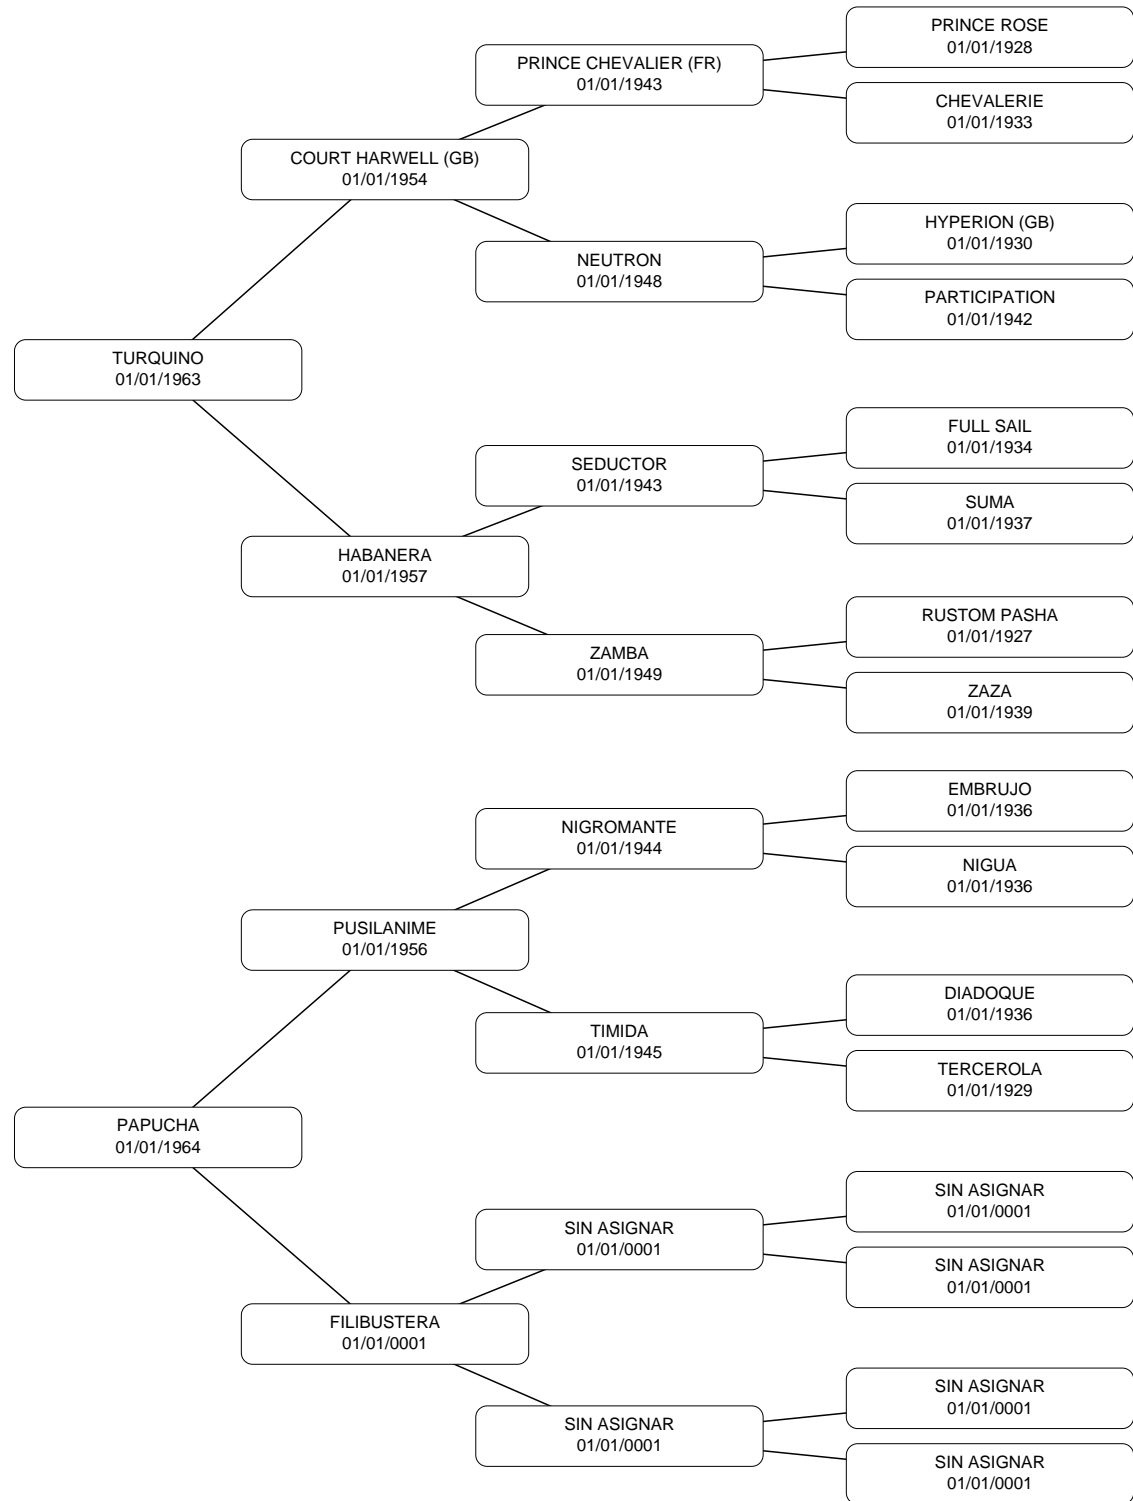 PRINCE ROSE
01/01/1928
PRINCE CHEVALIER (FR)
01/01/1943
CHEVALERIE
01/01/1933
COURT HARWELL (GB)
01/01/1954
HYPERION (GB)
01/01/1930
NEUTRON
01/01/1948
PARTICIPATION
01/01/1942
TURQUINO
01/01/1963
FULL SAIL
01/01/1934
SEDUCTOR
01/01/1943
SUMA
01/01/1937
HABANERA
01/01/1957
RUSTOM PASHA
01/01/1927
ZAMBA
01/01/1949
ZAZA
01/01/1939
EMBRUJO
01/01/1936
NIGROMANTE
01/01/1944
NIGUA
01/01/1936
PUSILANIME
01/01/1956
DIADOQUE
01/01/1936
TIMIDA
01/01/1945
TERCEROLA
01/01/1929
PAPUCHA
01/01/1964
SIN ASIGNAR
01/01/0001
SIN ASIGNAR
01/01/0001
SIN ASIGNAR
01/01/0001
FILIBUSTERA
01/01/0001
SIN ASIGNAR
01/01/0001
SIN ASIGNAR
01/01/0001
SIN ASIGNAR
01/01/0001